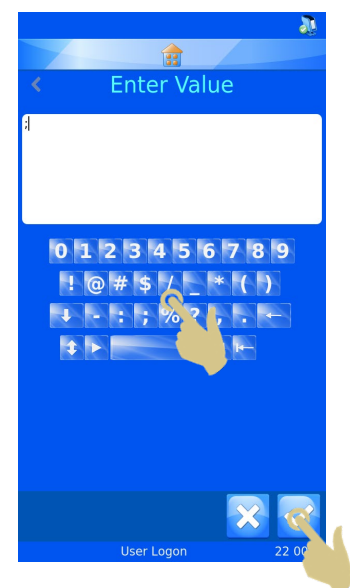 Enter Value
;
0 1 2 3 4 5 6 7 8 9
! @ # $ / _ * ( )
- : ; % ? , .
User Logon
22 00